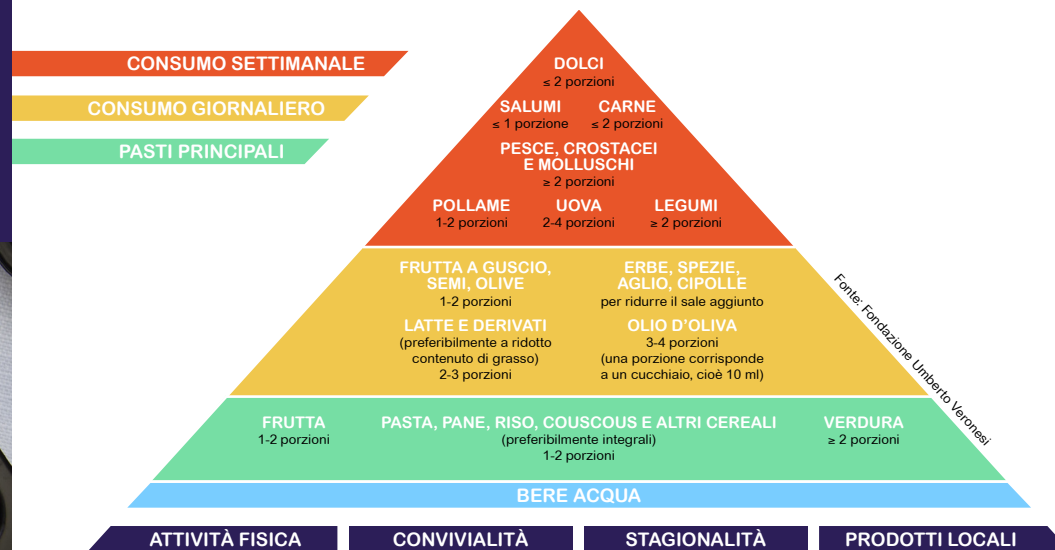 CONSUMO SETTIMANALE
CONSUMO GIORNALIERO
PASTI PRINCIPALI
DOLCI
≤ 2 porzioni
SALUMI
≤ 1 porzione
CARNE
≤ 2 porzioni
PESCE, CROSTACEI
E MOLLUSCHI
≥ 2 porzioni
POLLAME
1-2 porzioni
UOVA
2-4 porzioni
LEGUMI
≥ 2 porzioni
FRUTTA A GUSCIO,
SEMI, OLIVE
1-2 porzioni
ERBE, SPEZIE,
AGLIO, CIPOLLE
per ridurre il sale aggiunto
LATTE E DERIVATI
(preferibilmente a ridotto
contenuto di grasso)
2-3 porzioni
OLIO D'OLIVA
3-4 porzioni
(una porzione corrisponde
a un cucchiaio, cioè 10 ml)
Fonte: Fondazione Umberto Veronesi
FRUTTA
1-2 porzioni
PASTA, PANE, RISO, COUSCOUS E ALTRI CEREALI
(preferibilmente integrali)
1-2 porzioni
VERDURA
≥ 2 porzioni
BERE ACQUA
ATTIVITÀ FISICA
CONVIVIALITÀ
STAGIONALITÀ
PRODOTTI LOCALI